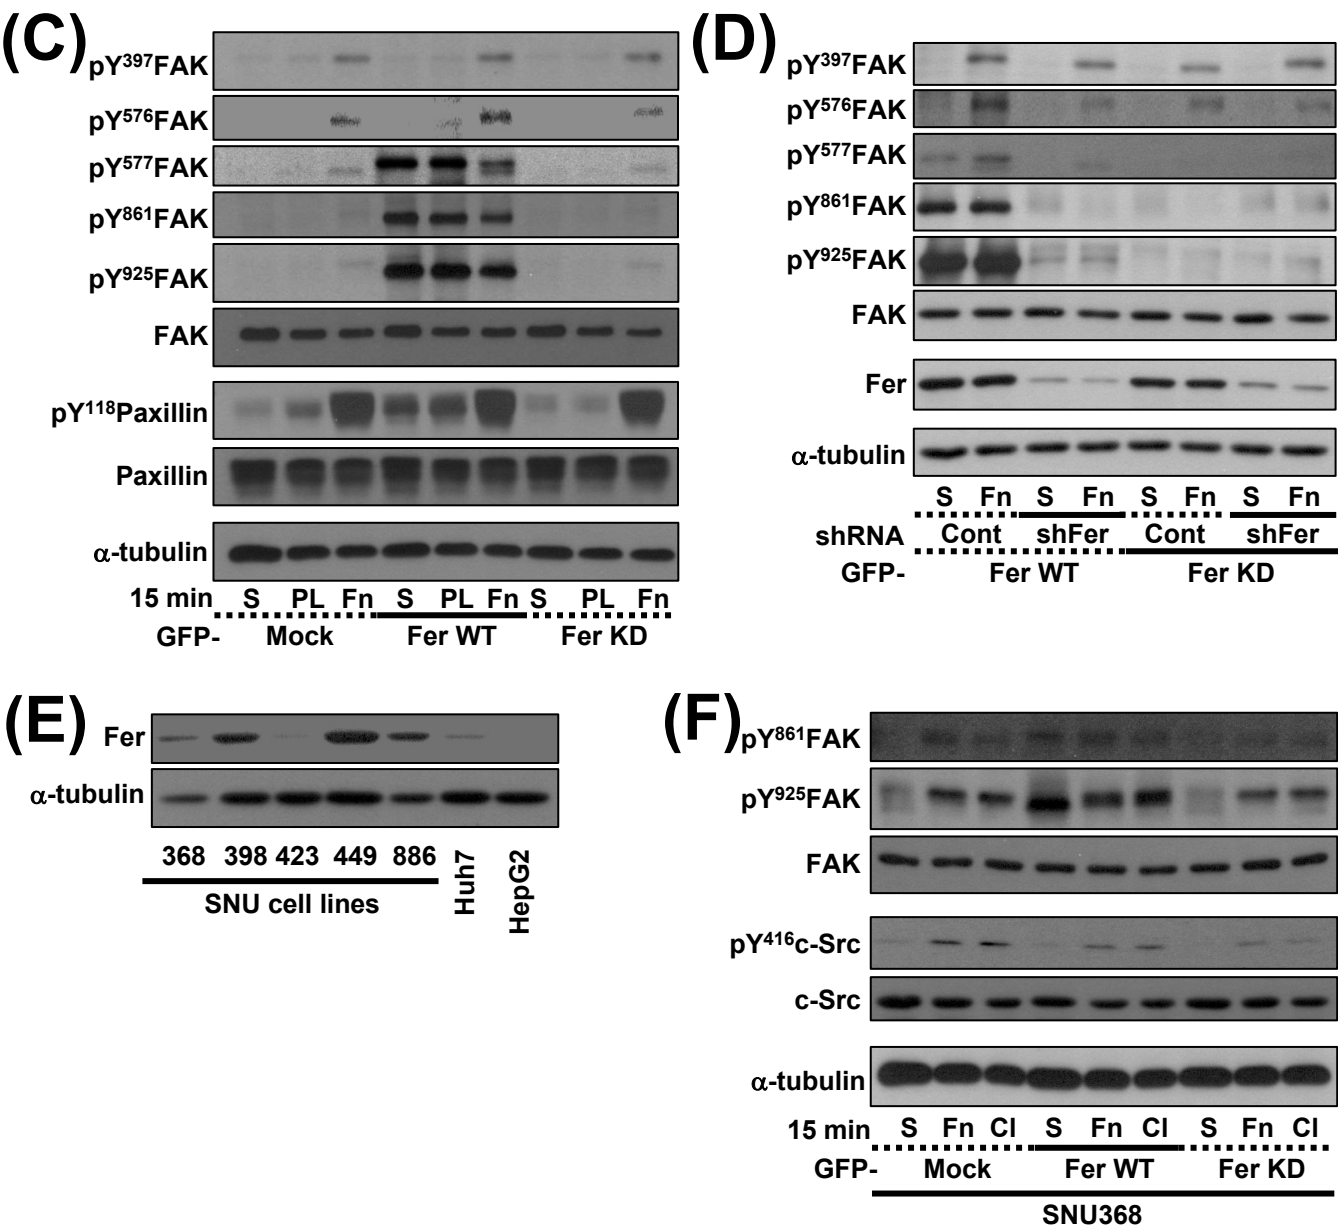 (C)
pY397FAK
pY576FAK
pY577FAK
pY861FAK
pY925FAK
FAK
pY118Paxillin
Paxillin
α-tubulin
15 min S PL Fn S PL Fn S PL Fn
GFP- Mock Fer WT Fer KD
(D)
pY397FAK
pY576FAK
pY577FAK
pY861FAK
pY925FAK
FAK
Fer
α-tubulin
S Fn S Fn S Fn S Fn
shRNA Cont shFer Cont shFer
GFP- Fer WT Fer KD
(E)
Fer
α-tubulin
368 398 423 449 886 Huh7 HepG2
SNU cell lines
(F)
pY861FAK
pY925FAK
FAK
pY416c-Src
c-Src
α-tubulin
15 min S Fn Cl S Fn Cl S Fn Cl
GFP- Mock Fer WT Fer KD
SNU368